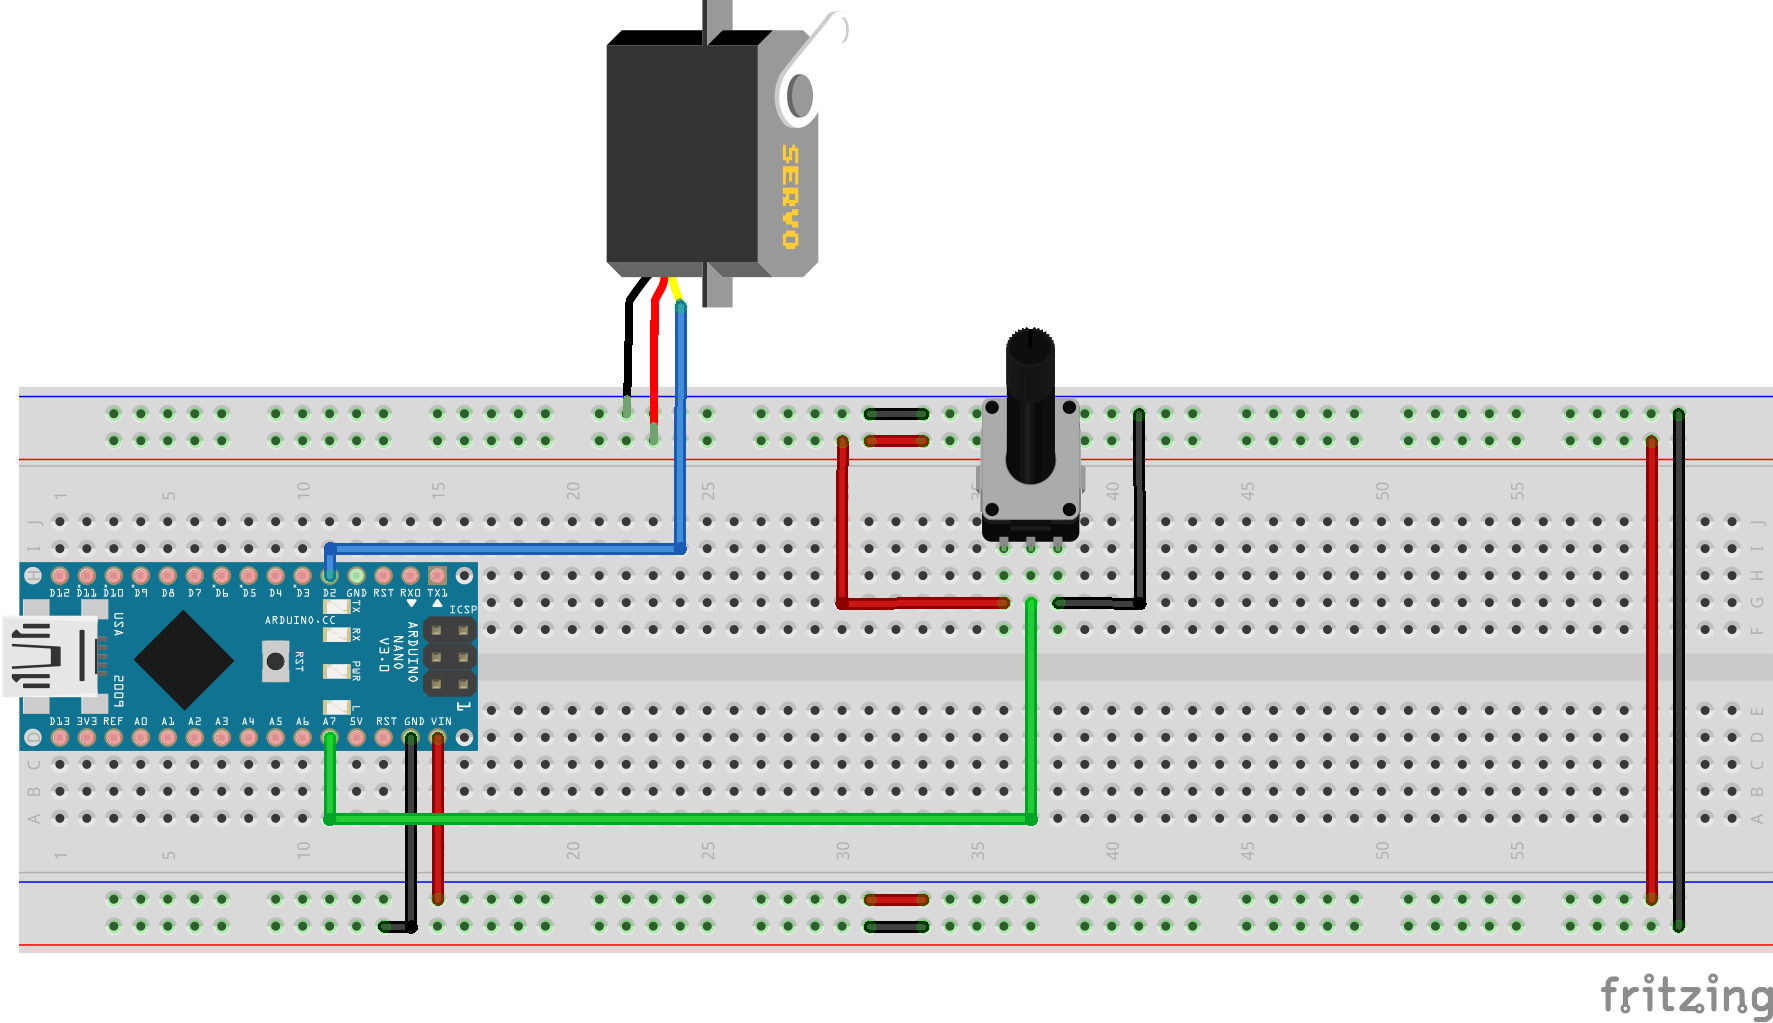 SERVO
1 5 10 15 20 25 30 35 40 45 50 55
J J
I I
H H
G
F
D12 D11 D10 D9 D8 D7 D6 D5 D4 D3 D2 GND RST RX0 TX1
TX
ICSP
ARDUINO.CC
RX
USA
RST
ARDUINO
NANO
V3.0
PWR
2009
L
1
D13 3V3 REF A0 A1 A2 A3 A4 A5 A6 A7 5V RST GND VIN
E
D D
C C
B B
A A
1 5 10 20 25 30 35 40 45 50 55
fritzing